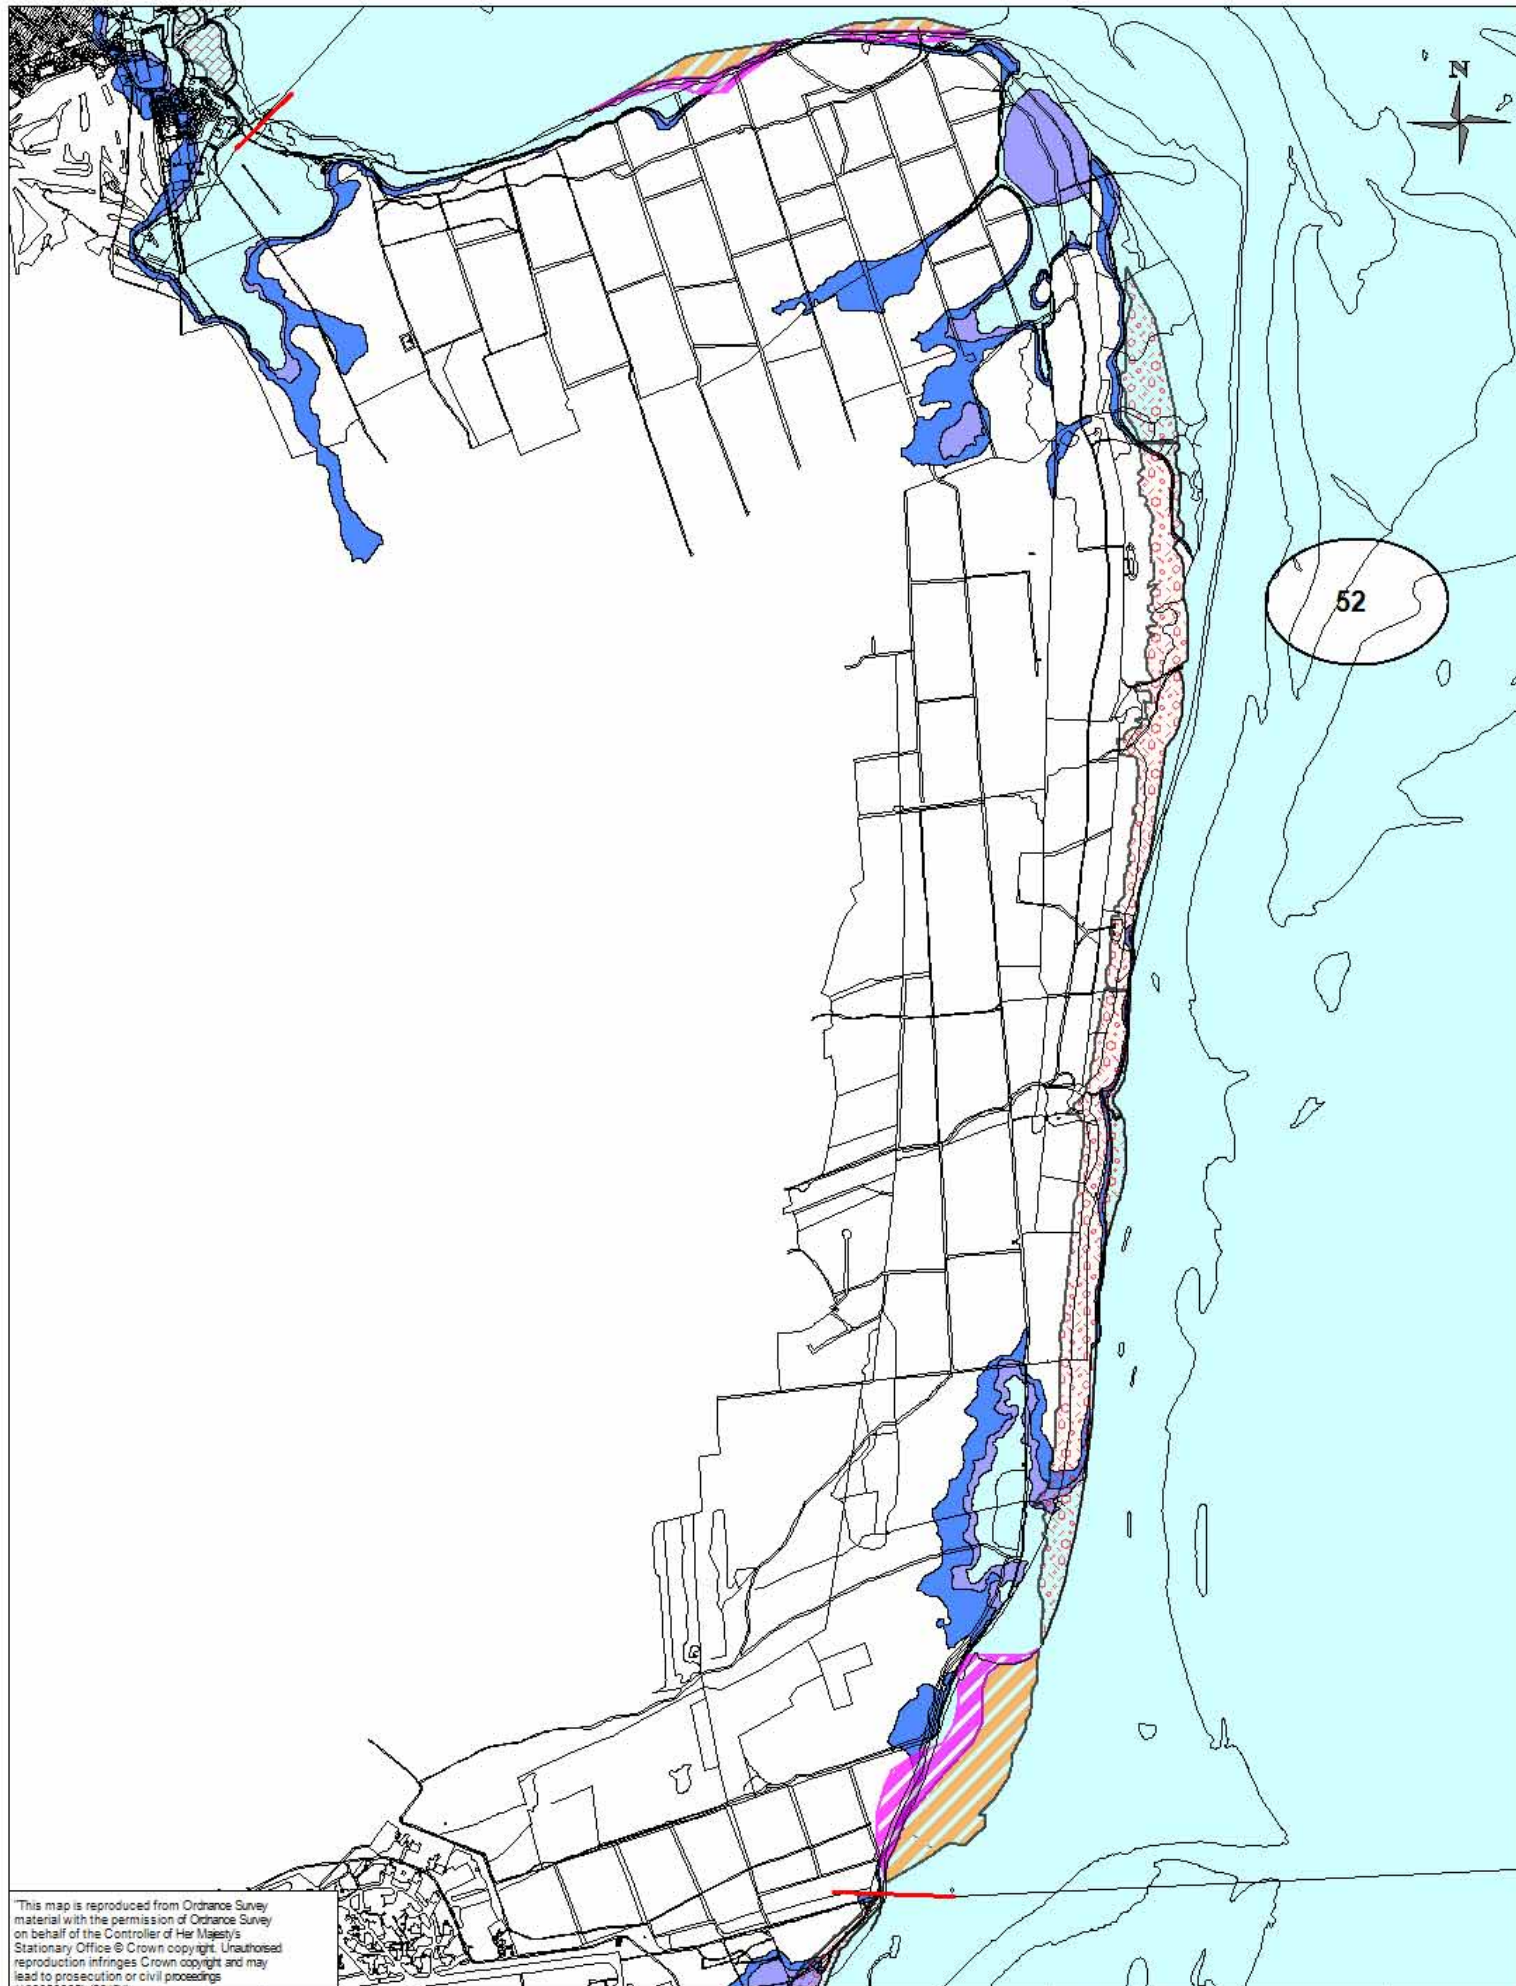 N
52
"This map is reproduced from Ordnance Survey
material with the permission of Ordnance Survey
on behalf of the Controller of Her Majesty's
Stationary Office © Crown copyright. Unauthorised
reproduction infringes Crown copyright and may
lead to prosecution or civil proceedings